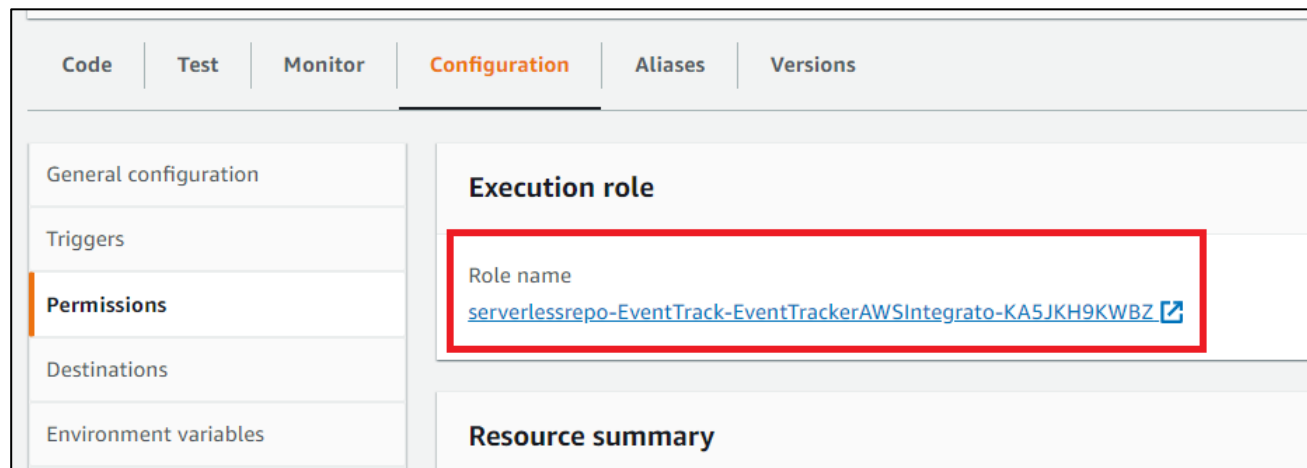 Code Test Monitor Configuration Aliases Versions
General configuration
Triggers
Permissions
Destinations
Environment variables
Execution role
Role name
serverlessrepo-EventTrack-EventTrackerAWSIntegrato-KA5JKH9KWBZ
Resource summary